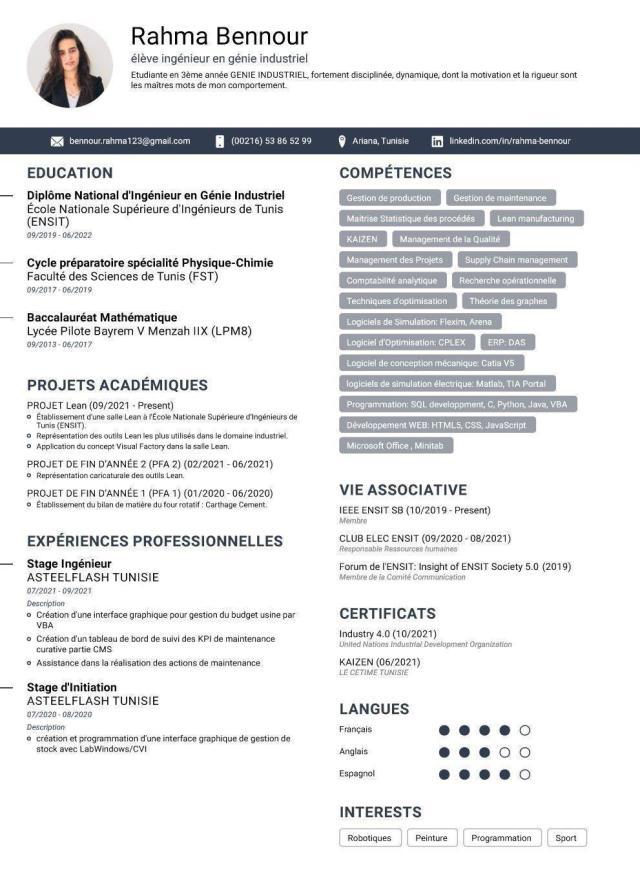 Rahma Bennour
élève ingénieur en génie industriel
Etudiante en 3ème année GENIE INDUSTRIEL, fortement disciplinée, dynamique, dont la motivation et la rigueur sont
les maîtres mots de mon comportement.
bennour.rahma123@gmail.com (00216) 53 86 52 99 Ariana, Tunisie linkedin.com/in/rahma-bennour
EDUCATION
Diplôme National d'Ingénieur en Génie Industriel
École Nationale Supérieure d'Ingénieurs de Tunis
(ENSIT)
09/2019 - 06/2022
Cycle préparatoire spécialité Physique-Chimie
Faculté des Sciences de Tunis (FST)
09/2017 - 06/2019
Baccalauréat Mathématique
Lycée Pilote Bayrem V Menzah IIX (LPM8)
09/2013 - 06/2017
PROJETS ACADÉMIQUES
PROJET Lean (09/2021 - Present)
Établissement d'une salle Lean à l'École Nationale Supérieure d'Ingénieurs de
Tunis (ENSIT).
Représentation des outils Lean les plus utilisés dans le domaine industriel.
Application du concept Visual Factory dans la salle Lean.
PROJET DE FIN D'ANNÉE 2 (PFA 2) (02/2021 - 06/2021)
Représentation caricaturale des outils Lean.
PROJET DE FIN D'ANNÉE 1 (PFA 1) (01/2020 - 06/2020)
Établissement du bilan de matière du four rotatif : Carthage Cement.
EXPÉRIENCES PROFESSIONNELLES
Stage Ingénieur
ASTEELFLASH TUNISIE
07/2021 - 09/2021
Description
Création d'une interface graphique pour gestion du budget usine par
VBA
Création d'un tableau de bord de suivi des KPI de maintenance
curative partie CMS
Assistance dans la réalisation des actions de maintenance
Stage d'Initiation
ASTEELFLASH TUNISIE
07/2020 - 08/2020
Description
création et programmation d'une interface graphique de gestion de
stock avec LabWindows/CVI
COMPÉTENCES
Gestion de production Gestion de maintenance
Maitrise Statistique des procédés Lean manufacturing
KAIZEN Management de la Qualité
Management des Projets Supply Chain management
Comptabilité analytique Recherche opérationnelle
Techniques d'optimisation Théorie des graphes
Logiciels de Simulation: Flexim, Arena
Logiciel d'Optimisation: CPLEX ERP: DAS
Logiciel de conception mécanique: Catia V5
logiciels de simulation électrique: Matlab, TIA Portal
Programmation: SQL developpment, C, Python, Java, VBA
Développement WEB: HTML5, CSS, JavaScript
Microsoft Office , Minitab
VIE ASSOCIATIVE
IEEE ENSIT SB (10/2019 - Present)
Membre
CLUB ELEC ENSIT (09/2020 - 08/2021)
Responsable Ressources humaines
Forum de l'ENSIT: Insight of ENSIT Society 5.0 (2019)
Membre de la Comité Communication
CERTIFICATS
Industry 4.0 (10/2021)
United Nations Industrial Development Organization
KAIZEN (06/2021)
LE CETIME TUNISIE
LANGUES
Français
Anglais
Espagnol
INTERESTS
Robotiques Peinture Programmation Sport